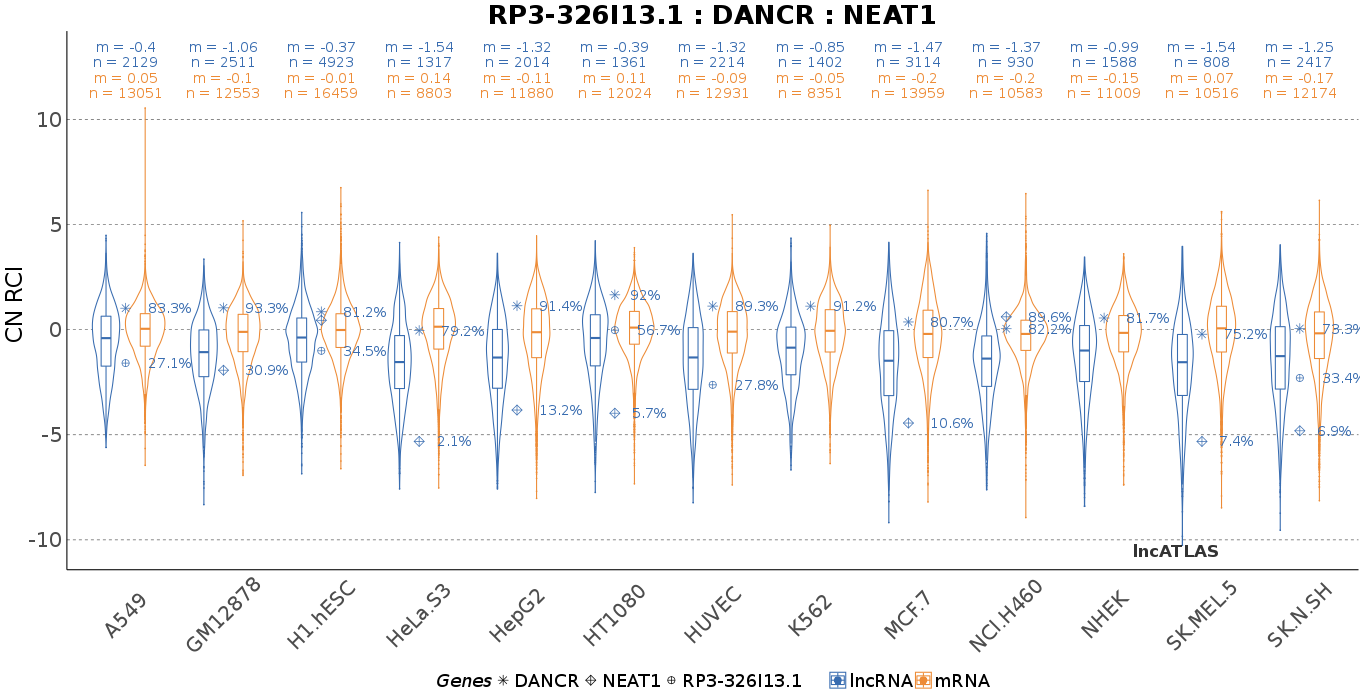 RP3-326I13.1 : DANCR : NEAT1
m = -0.4 m = -1.06 m = -0.37 m = -1.54 m = -1.32 m = -0.39 m = -1.32 m = -0.85 m = -1.47 m = -1.37 m = -0.99 m = -1.54 m = -1.25
n = 2129 n = 2511 n = 4923 n = 1317 n = 2014 n = 1361 n = 2214 n = 1402 n = 3114 n = 930 n = 1588 n = 808 n = 2417
m = 0.05 m = -0.1 m = -0.01 m = 0.14 m = -0.11 m = 0.11 m = -0.09 m = -0.05 m = -0.2 m = -0.2 m = -0.15 m = 0.07 m = -0.17
n = 13051 n = 12553 n = 16459 n = 8803 n = 11880 n = 12024 n = 12931 n = 8351 n = 13959 n = 10583 n = 11009 n = 10516 n = 12174
10
5
92%
83.3% 93.3% 81.2% 91.4% 89.3% 91.2%
80.7% 89.6% 81.7%
0 79.2% 56.7% 82.2% 75.2% 73.3%
34.5%
27.1% 30.9% 27.8% 33.4%
13.2% 5.7% 10.6%
-5 2.1% 7.4% 6.9%
-10
CN RCI
lncATLAS
A549 GM12878 H1.hESC HeLa.S3 HepG2 HT1080 HUVEC K562 MCF.7 NCI.H460 NHEK SK.MEL.5 SK.N.SH
Genes DANCR NEAT1 RP3-326I13.1 lncRNA mRNA